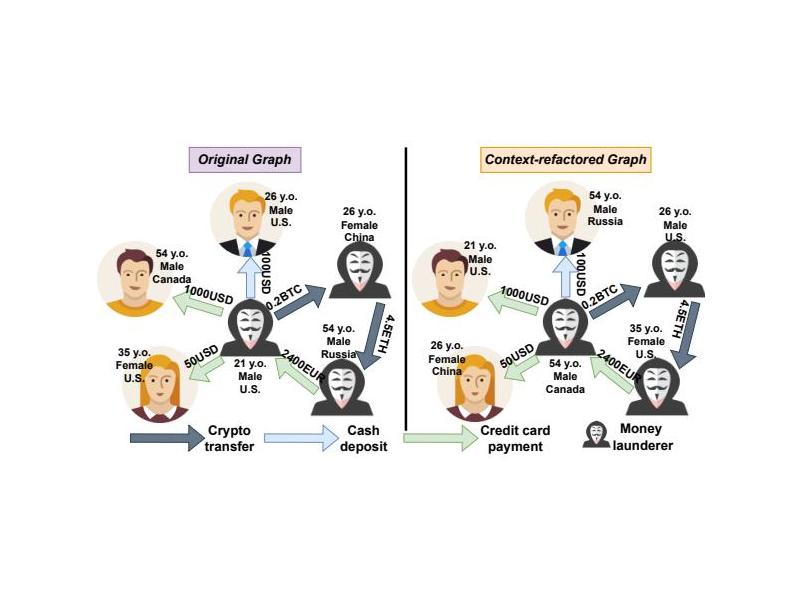 Original Graph
26 y.o.
Male
U.S.
26 y.o.
Female
China
54 y.o.
Male
Canada
100USD
1000USD
0.2BTC
4.5ETH
54 y.o.
Male
Russia
35 y.o.
Female
U.S.
50USD
2400EUR
21 y.o.
Male
U.S.
Context-refactored Graph
54 y.o.
Male
Russia
26 y.o.
Male
U.S.
21 y.o.
Male
U.S.
100USD
1000USD
0.2BTC
4.5ETH
35 y.o.
Female
U.S.
26 y.o.
Female
China
50USD
2400EUR
54 y.o.
Male
Canada
Crypto
transfer
Cash
deposit
Credit card
payment
Money
launderer